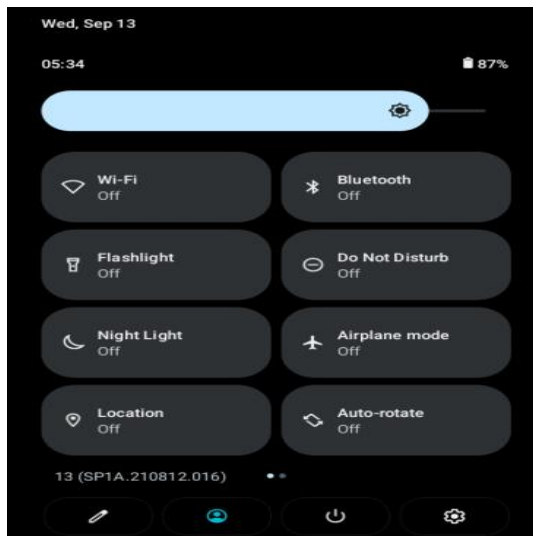 Wed, Sep 13
05:34 87%
Wi-Fi Bluetooth
Off Off
Flashlight Do Not Disturb
Off Off
Night Light Airplane mode
Off Off
Location Auto-rotate
Off Off
13 (SP1A.210812.016)